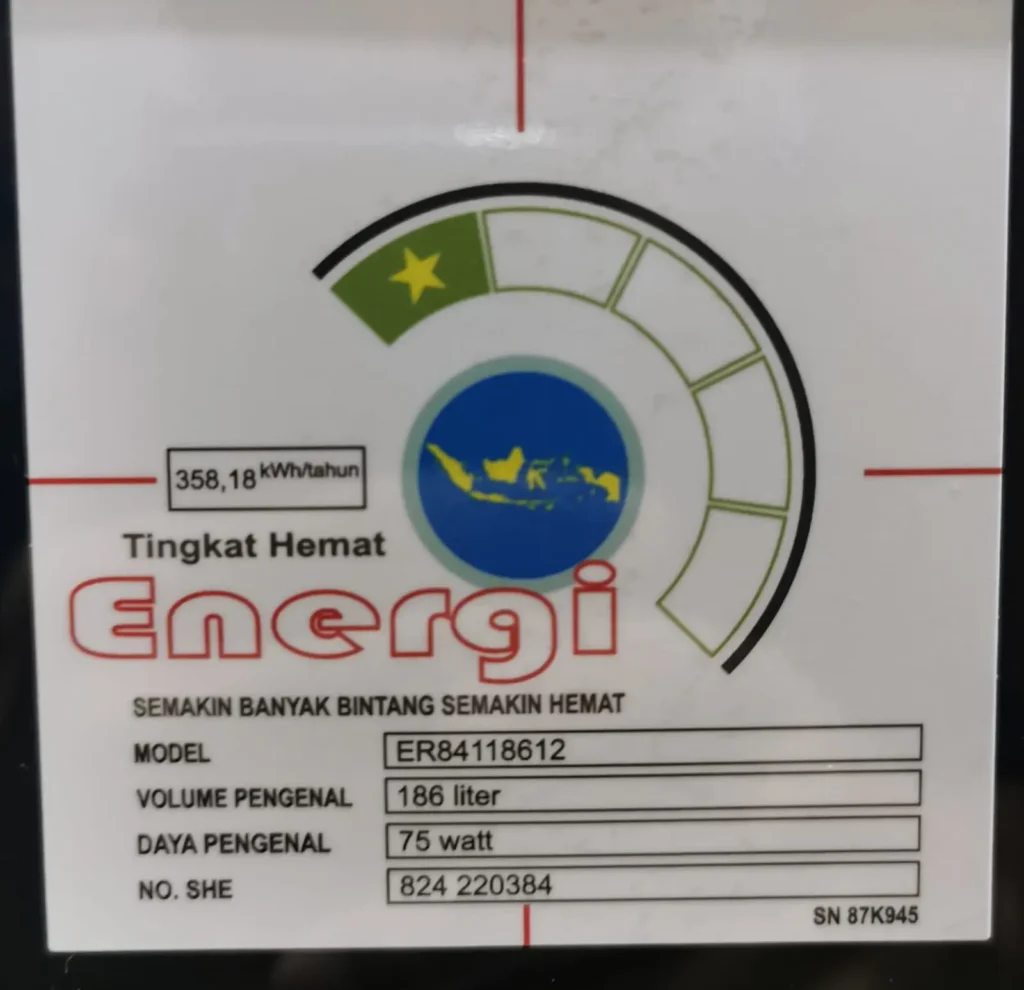 358,18 kWh/tahun
Tingkat Hemat
Energi
SEMAKIN BANYAK BINTANG SEMAKIN HEMAT
MODEL ER84118612
VOLUME PENGENAL 186 liter
DAYA PENGENAL 75 watt
NO. SHE 824 220384
SN 87K945